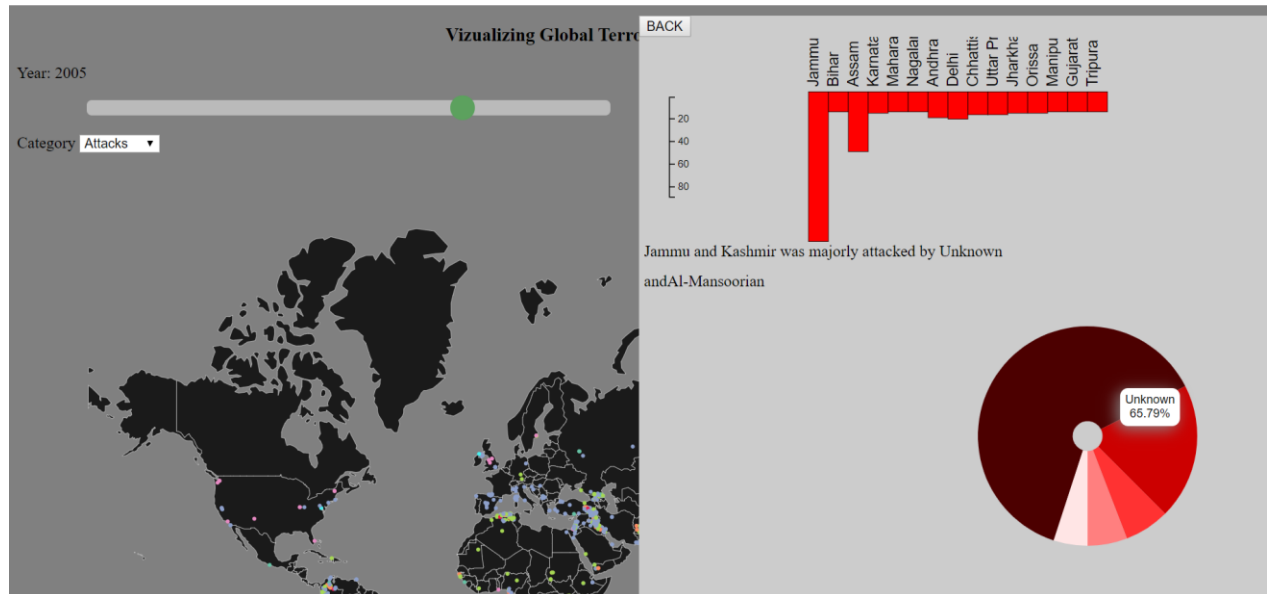 Vizualizing Global Terro
Year: 2005
Category Attacks
BACK
Jammu
Bihar
Assam
Karnata
Mahara
Nagalan
Andhra
Delhi
Chhattis
Uttar Pr
Jharkha
Orissa
Manipu
Gujarat
Tripura
20
40
60
80
Jammu and Kashmir was majorly attacked by Unknown
andAl-Mansoorian
Unknown
65.79%